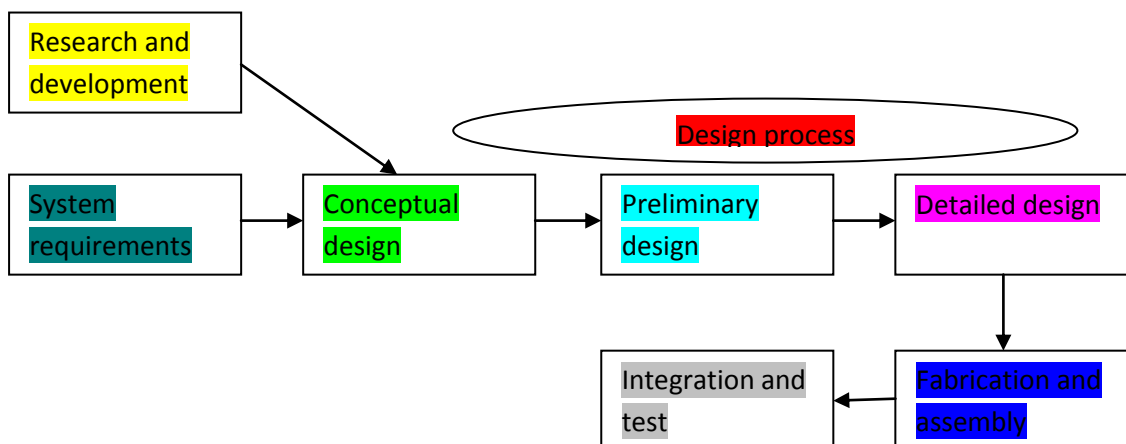 Research and
development
Design process
System
requirements
Conceptual
design
Preliminary
design
Detailed design
Integration and
test
Fabrication and
assembly